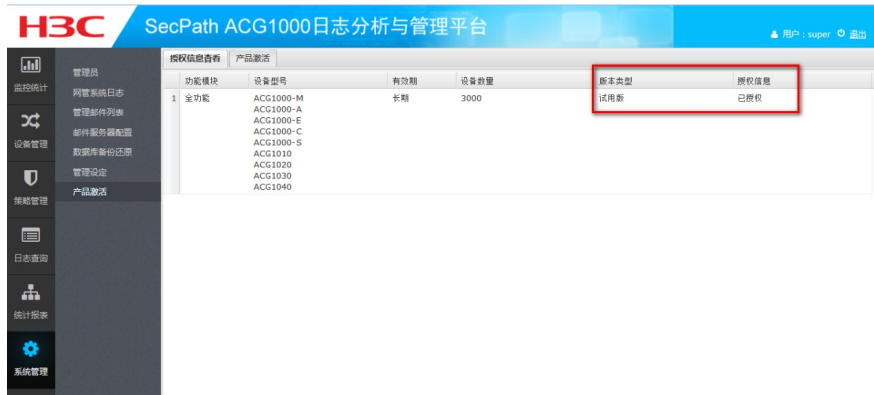 H3C SecPath ACG1000日志分析与管理平台
用户：super 退出
监控统计
设备管理
策略管理
日志查询
统计报表
系统管理
管理员
网管系统日志
管理邮件列表
邮件服务器配置
数据库备份还原
管理设定
产品激活
授权信息查看 产品激活
功能模块 设备型号 有效期 设备数量 版本类型 授权信息
1 全功能 ACG1000-M 长期 3000 试用版 已授权
ACG1000-A
ACG1000-E
ACG1000-C
ACG1000-S
ACG1010
ACG1020
ACG1030
ACG1040